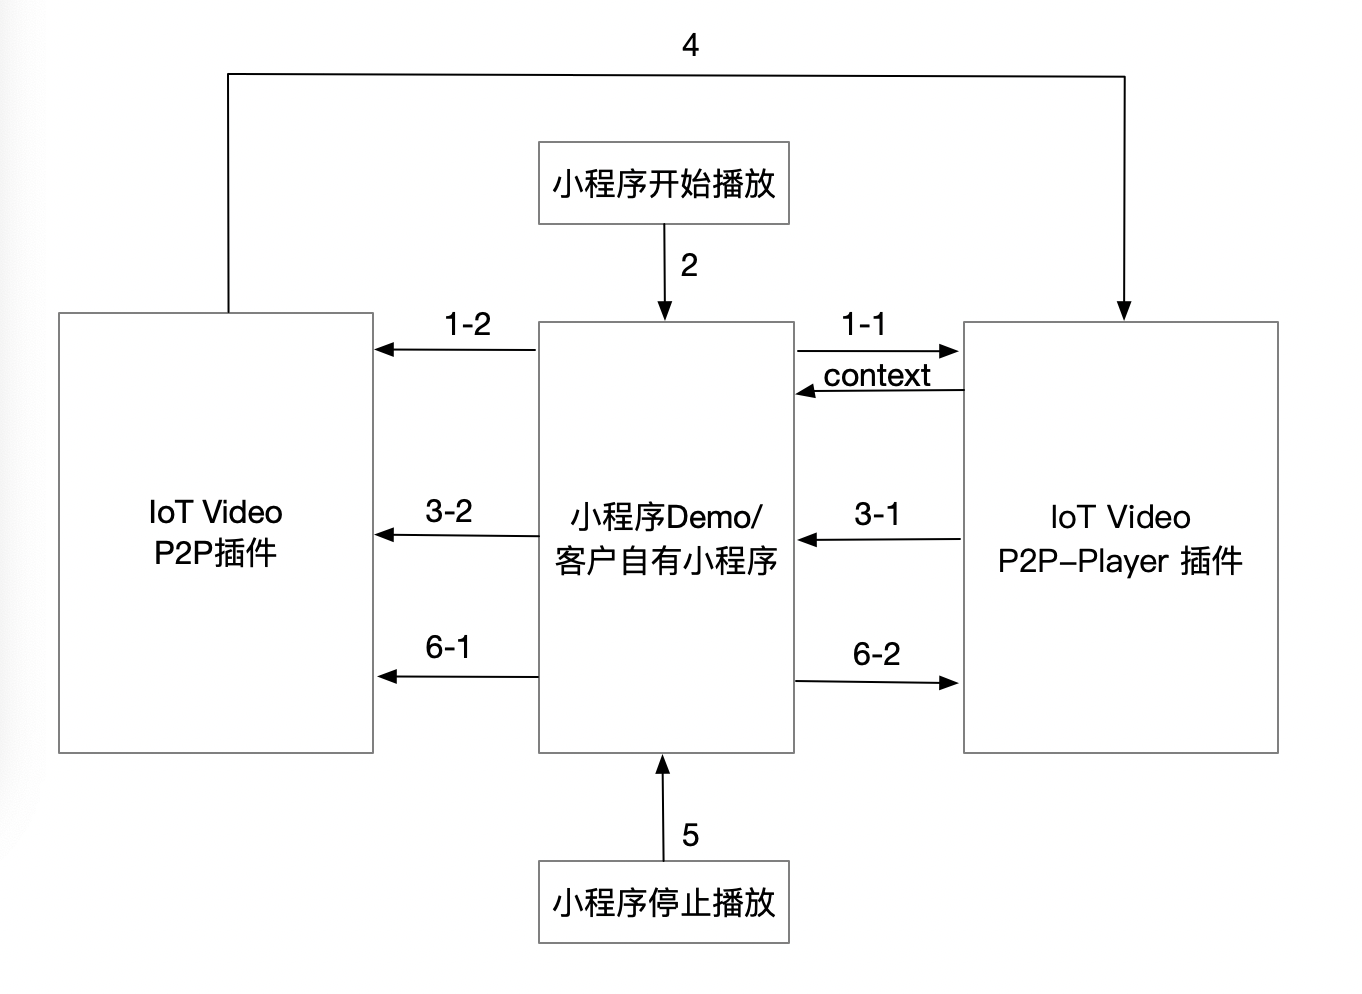 4
小程序开始播放
2
1-2
1-1
context
IoT Video
P2P插件
3-2
小程序Demo/
客户自有小程序
3-1
IoT Video
P2P-Player 插件
6-1
6-2
5
小程序停止播放